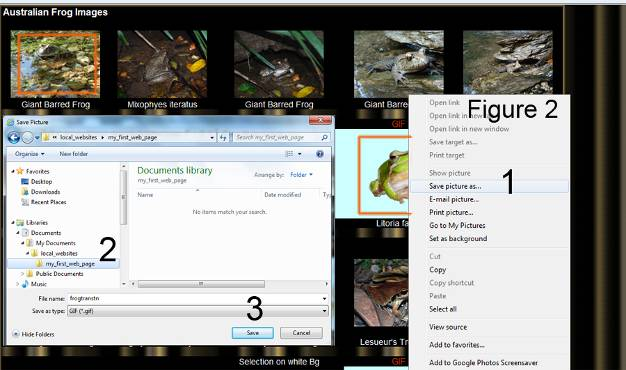 Australian Frog Images
Giant Barred Frog
Mixophyes iteratus
Giant Barred Frog
Giant Barr
Figure 2
GIF
Litoria fa
Lesueur's Tr
GIF
Selection on white Bg
Save Picture
« local_websites ▸ my_first_web_page
Search my_first_web_page
Organize
New folder
Favorites
Desktop
Downloads
Recent Places
Libraries
Documents
My Documents
local_websites
my_first_web_page
Public Documents
Music
Documents library
my_first_web_page
Arrange by: Folder
Name
Date modified
Ty
No items match your search.
2
File name: frogtranstn
Save as type: GIF (*.gif)
3
Hide Folders
Save
Cancel
Open link
Open link in new
Open link in new window
Save target as...
Print target
Show picture
Save picture as...
1
E-mail picture...
Print picture...
Go to My Pictures
Set as background
Cut
Copy
Copy shortcut
Paste
Select all
View source
Add to favorites...
Add to Google Photos Screensaver